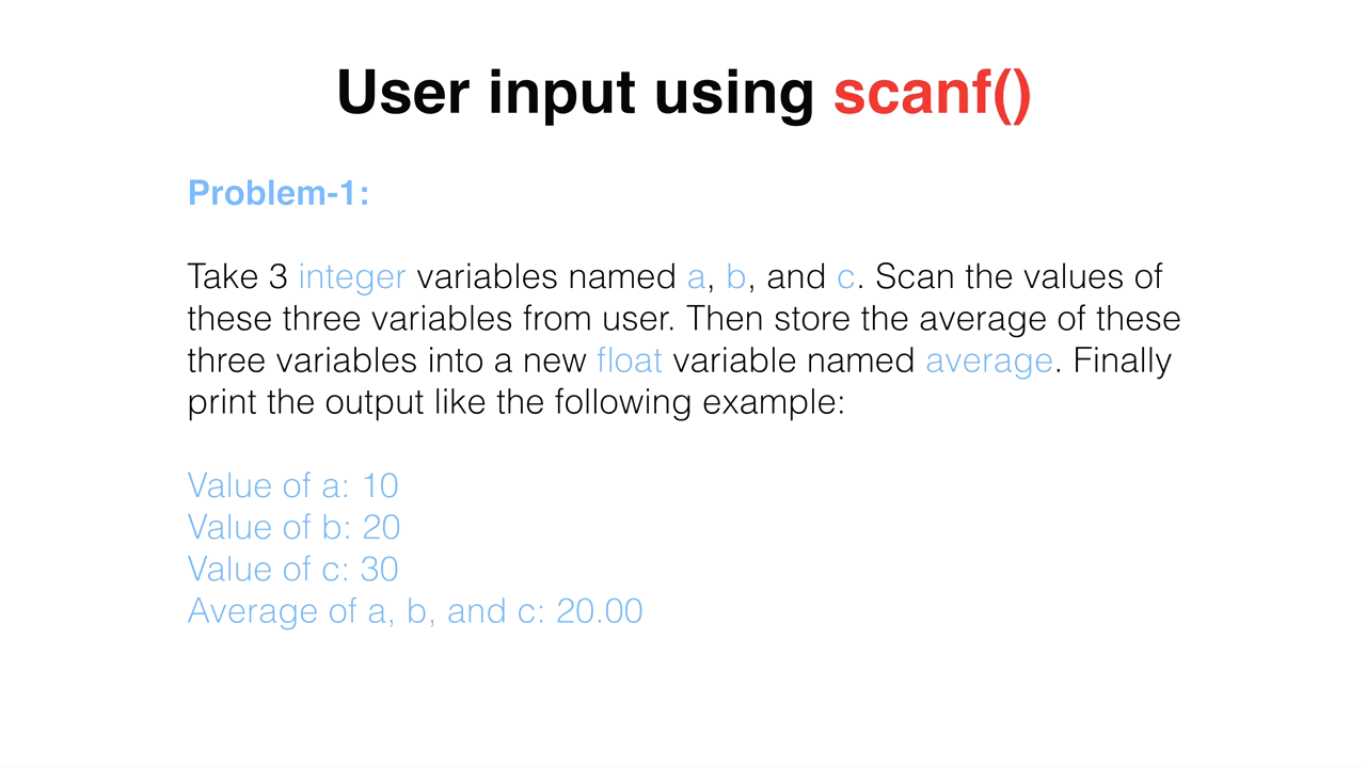 User input using scanf()
Problem-1:
Take 3 integer variables named a, b, and c. Scan the values of
these three variables from user. Then store the average of these
three variables into a new float variable named average. Finally
print the output like the following example:
Value of a: 10
Value of b: 20
Value of c: 30
Average of a, b, and c: 20.00